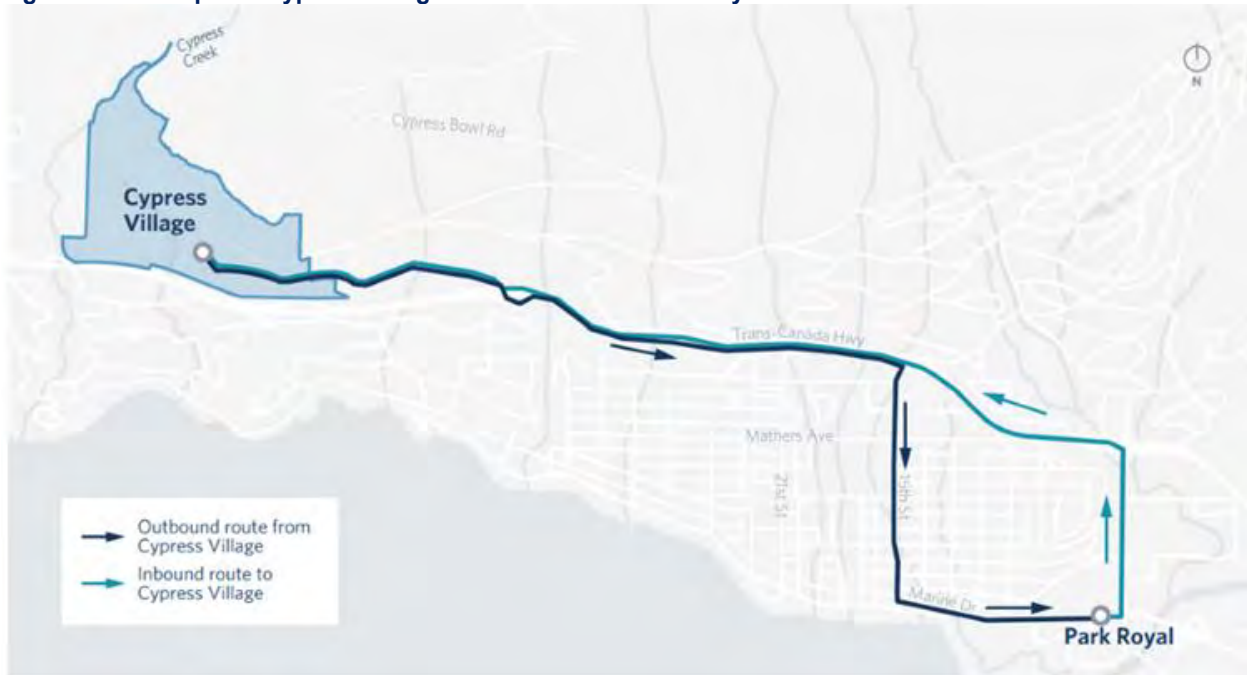 Cypress
Creek
N
Cypress Bowl Rd
Cypress
Village
Trans-Canada Hwy
Mathers Ave
21st St
15th St
Outbound route from
Cypress Village
Inbound route to
Cypress Village
Marine Dr
Park Royal